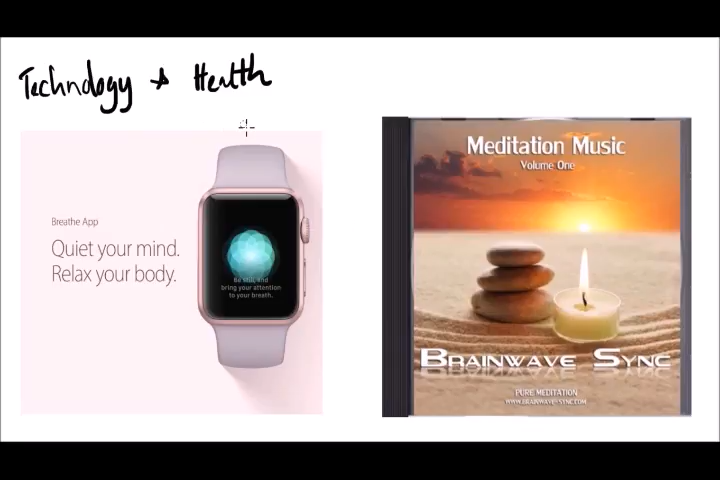 Technology & Health
Breathe App
Quiet your mind.
Relax your body.
Be still, and
bring your attention
to your breath.
Meditation Music
Volume One
BRAINWAVE SYNC
PURE MEDITATION
WWW.BRAINWAVE-SYNC.COM